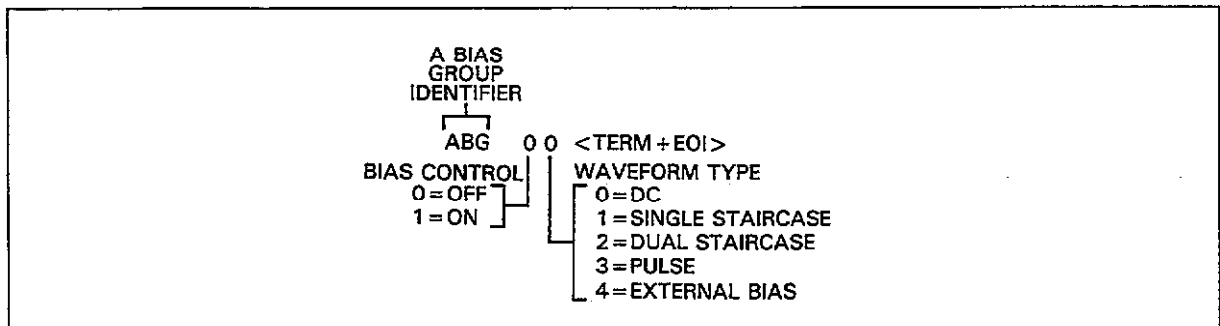 A BIAS
GROUP
IDENTIFIER
ABG 0 0 <TERM+EOI>
BIAS CONTROL WAVEFORM TYPE
0=OFF 0=DC
1=ON 1=SINGLE STAIRCASE
2=DUAL STAIRCASE
3=PULSE
4=EXTERNAL BIAS